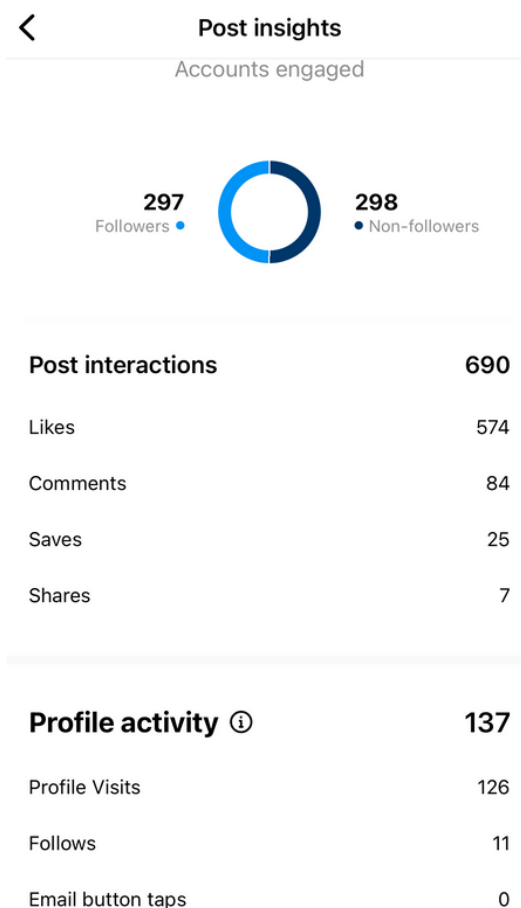 Post insights
Accounts engaged
297
Followers
298
Non-followers
Post interactions 690
Likes 574
Comments 84
Saves 25
Shares 7
Profile activity 137
Profile Visits 126
Follows 11
Email button taps 0